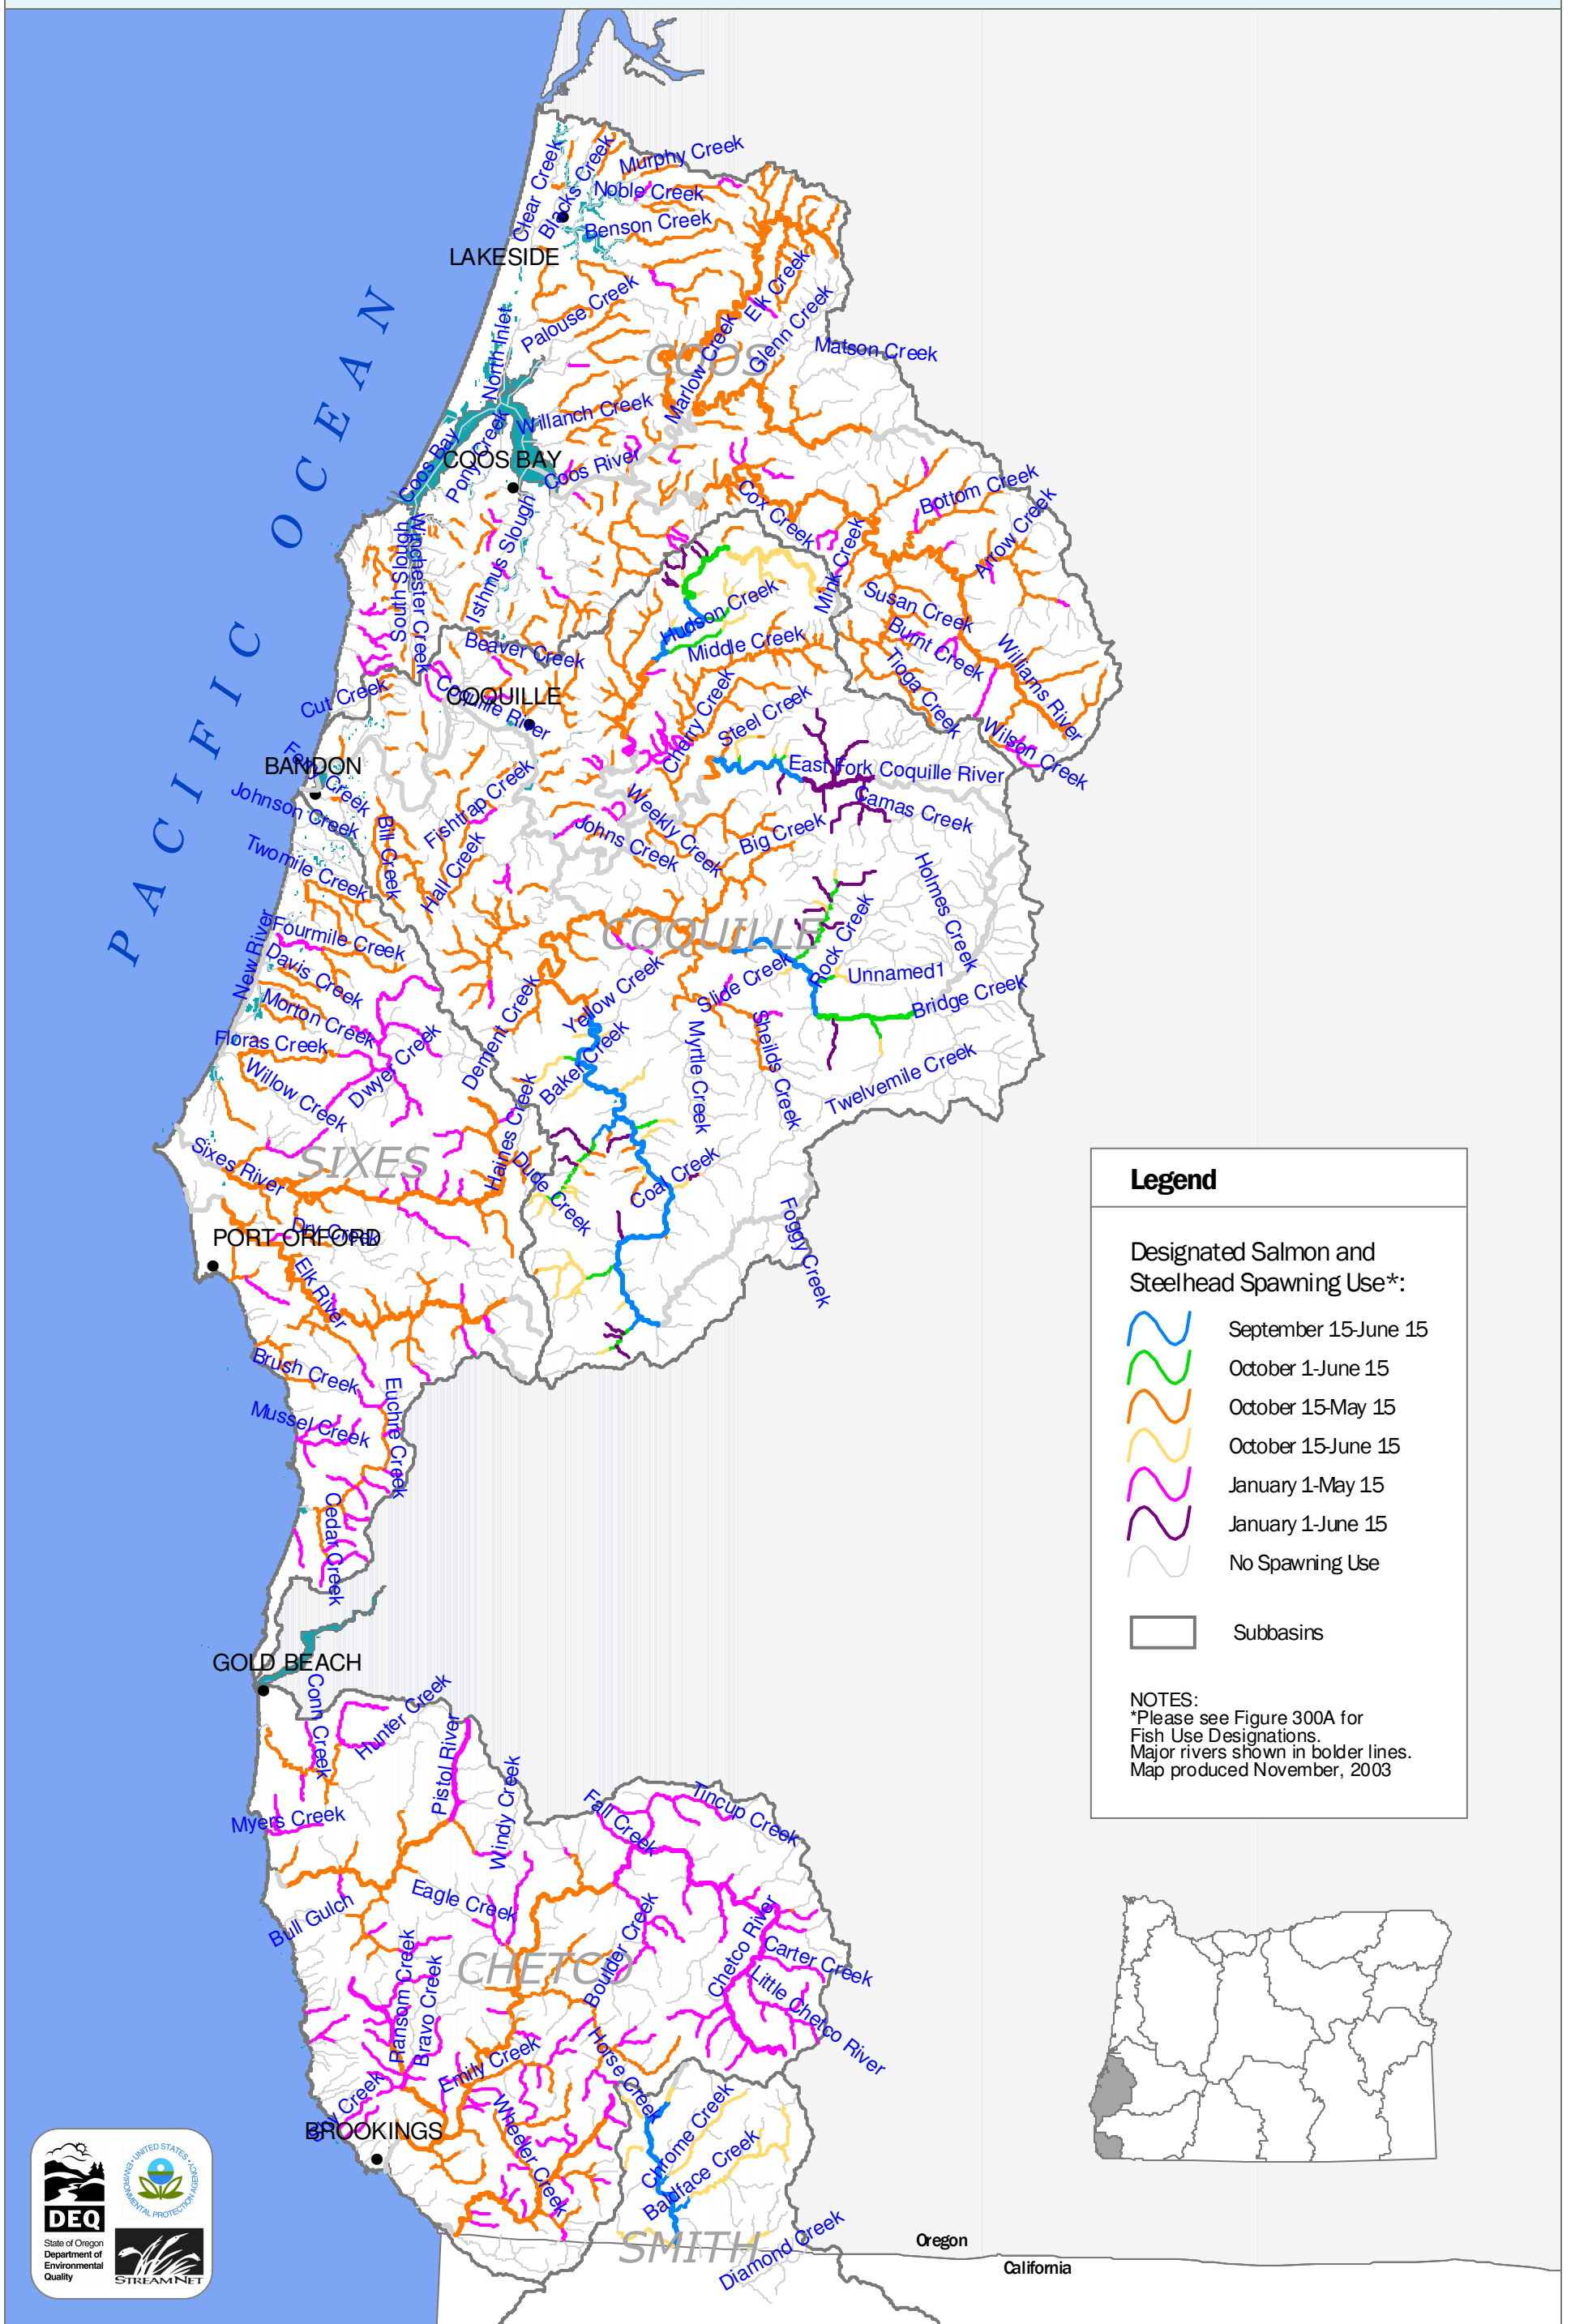 Murphy Creek
Clear Creek
Blacks Creek
Noble Creek
Benson Creek
LAKESIDE
Elk Creek
Palouse Creek
Glenn Creek
North Inlet
COOS
Marlow Creek
Matson Creek
PACIFIC OCEAN
Willanch Creek
Pony Creek
Coos Bay
COOS BAY
Coos River
Cox Creek
Bottom Creek
Arrow Creek
Isthmus Slough
South Slough
Winchester Creek
Mink Creek
Hudson Creek
Susan Creek
Middle Creek
Burnt Creek
Beaver Creek
Tioga Creek
Williams River
Cut Creek
COQUILLE
Coquille River
Cherry Creek
Steel Creek
Wilson Creek
BANDON
Ferry Creek
East Fork Coquille River
Johnson Creek
Fishtrap Creek
Weekly Creek
Camas Creek
Bill Creek
Johns Creek
Big Creek
Twomile Creek
Hall Creek
Holmes Creek
Fourmile Creek
New River
COQUILLE
Rock Creek
Davis Creek
Yellow Creek
Slide Creek
Unnamed1
Bridge Creek
Morton Creek
Dement Creek
Floras Creek
Dwyer Creek
Baker Creek
Myrtle Creek
Sheilds Creek
Willow Creek
Twelvemile Creek
Haines Creek
SIXES
Sixes River
Dude Creek
Coal Creek
Foggy Creek
Dry Creek
PORT ORFORD
Elk River
Brush Creek
Euchre Creek
Mussel Creek
Cedar Creek
GOLD BEACH
Conn Creek
Hunter Creek
Pistol River
Myers Creek
Windy Creek
Fall Creek
Tincup Creek
Eagle Creek
Bull Gulch
Boulder Creek
Chetco River
CHETCO
Carter Creek
Ransom Creek
Bravo Creek
Little Chetco River
Emily Creek
Horse Creek
BROOKINGS
Wheeler Creek
Chrome Creek
Baldface Creek
SMITH
Diamond Creek
Oregon
California
Legend
Designated Salmon and
Steelhead Spawning Use*:
September 15-June 15
October 1-June 15
October 15-May 15
October 15-June 15
January 1-May 15
January 1-June 15
No Spawning Use
Subbasins
NOTES:
*Please see Figure 300A for
Fish Use Designations.
Major rivers shown in bolder lines.
Map produced November, 2003
DEQ
State of Oregon
Department of
Environmental
Quality
UNITED STATES
ENVIRONMENTAL PROTECTION AGENCY
STREAMNET